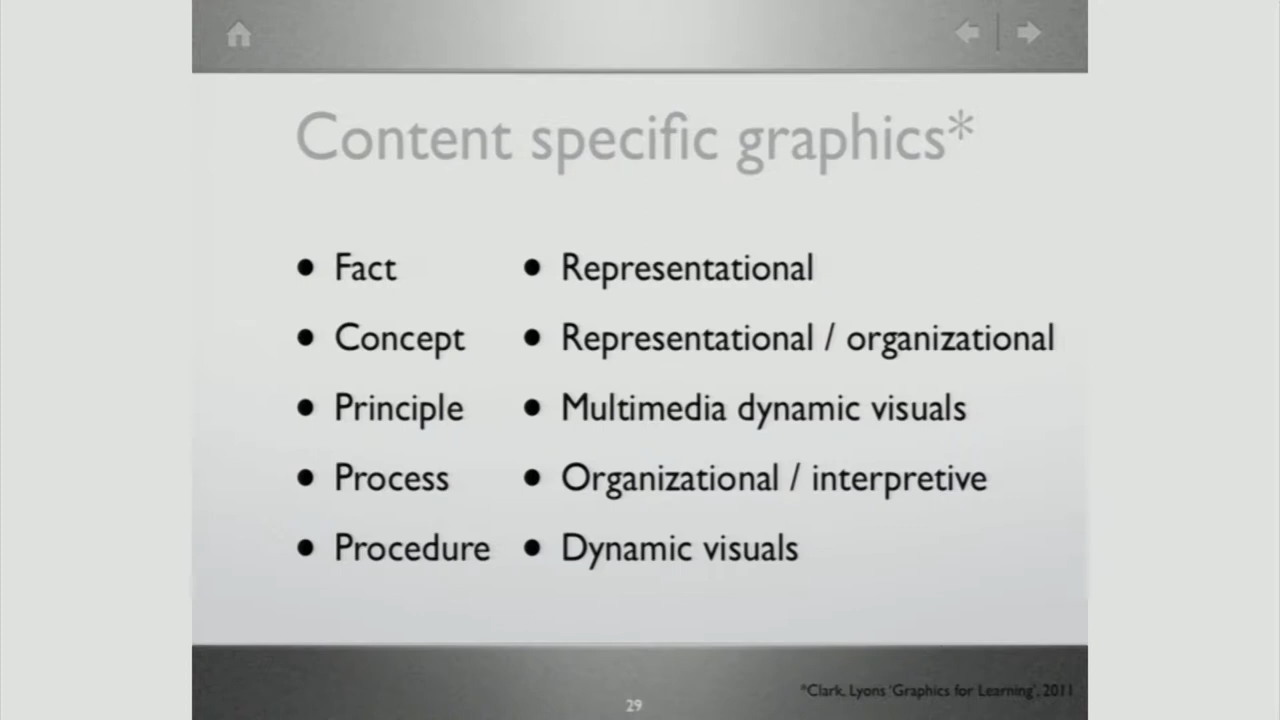 Content specific graphics*
• Fact • Representational
• Concept • Representational / organizational
• Principle • Multimedia dynamic visuals
• Process • Organizational / interpretive
• Procedure • Dynamic visuals
*Clark, Lyons 'Graphics for Learning', 2011
29